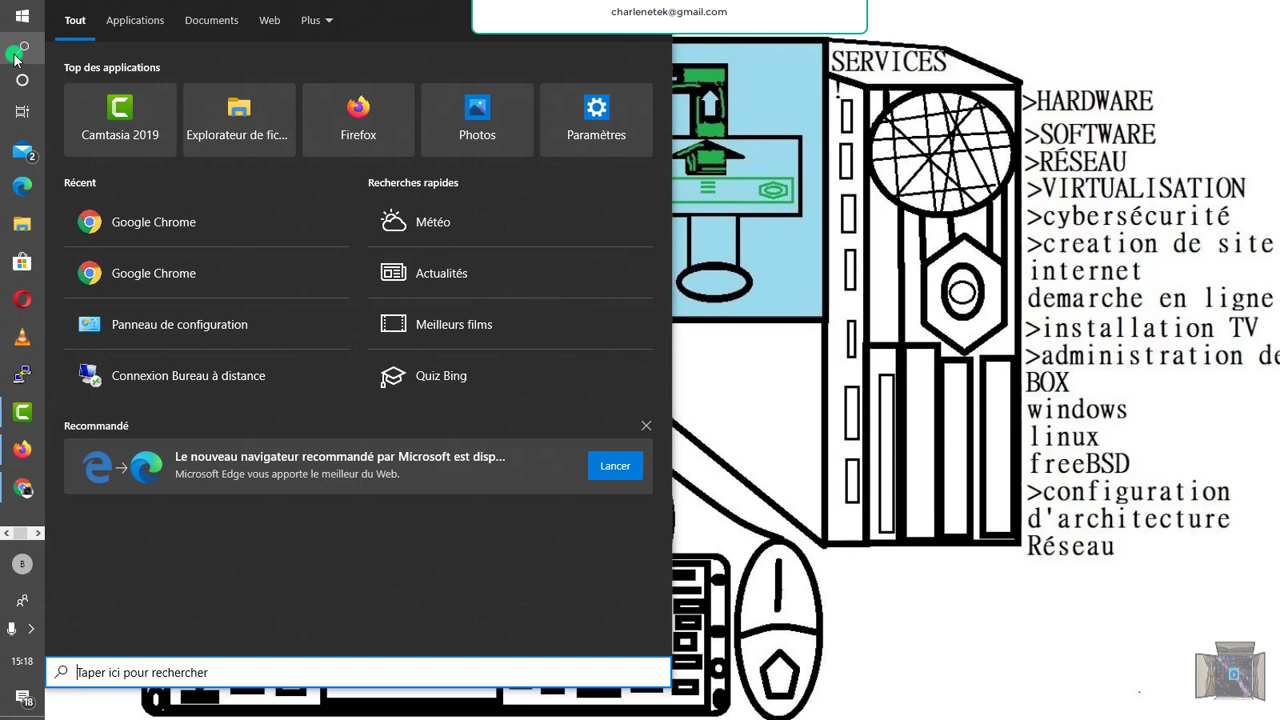 Tout Applications Documents Web Plus
charlenetek@gmail.com
Top des applications
Camtasia 2019 Explorateur de fic... Firefox Photos Paramètres
Récent
Google Chrome
Google Chrome
Panneau de configuration
Connexion Bureau à distance
Recherches rapides
Météo
Actualités
Meilleurs films
Quiz Bing
Recommandé
Le nouveau navigateur recommandé par Microsoft est disp...
Microsoft Edge vous apporte le meilleur du Web.
Lancer
Taper ici pour rechercher
2
B
15:18
18
SERVICES
!
>HARDWARE
>SOFTWARE
>RÉSEAU
>VIRTUALISATION
>cybersécurité
>creation de site
internet
demarche en ligne
>installation TV
>administration de
BOX
windows
linux
freeBSD
>configuration
d'architecture
Réseau